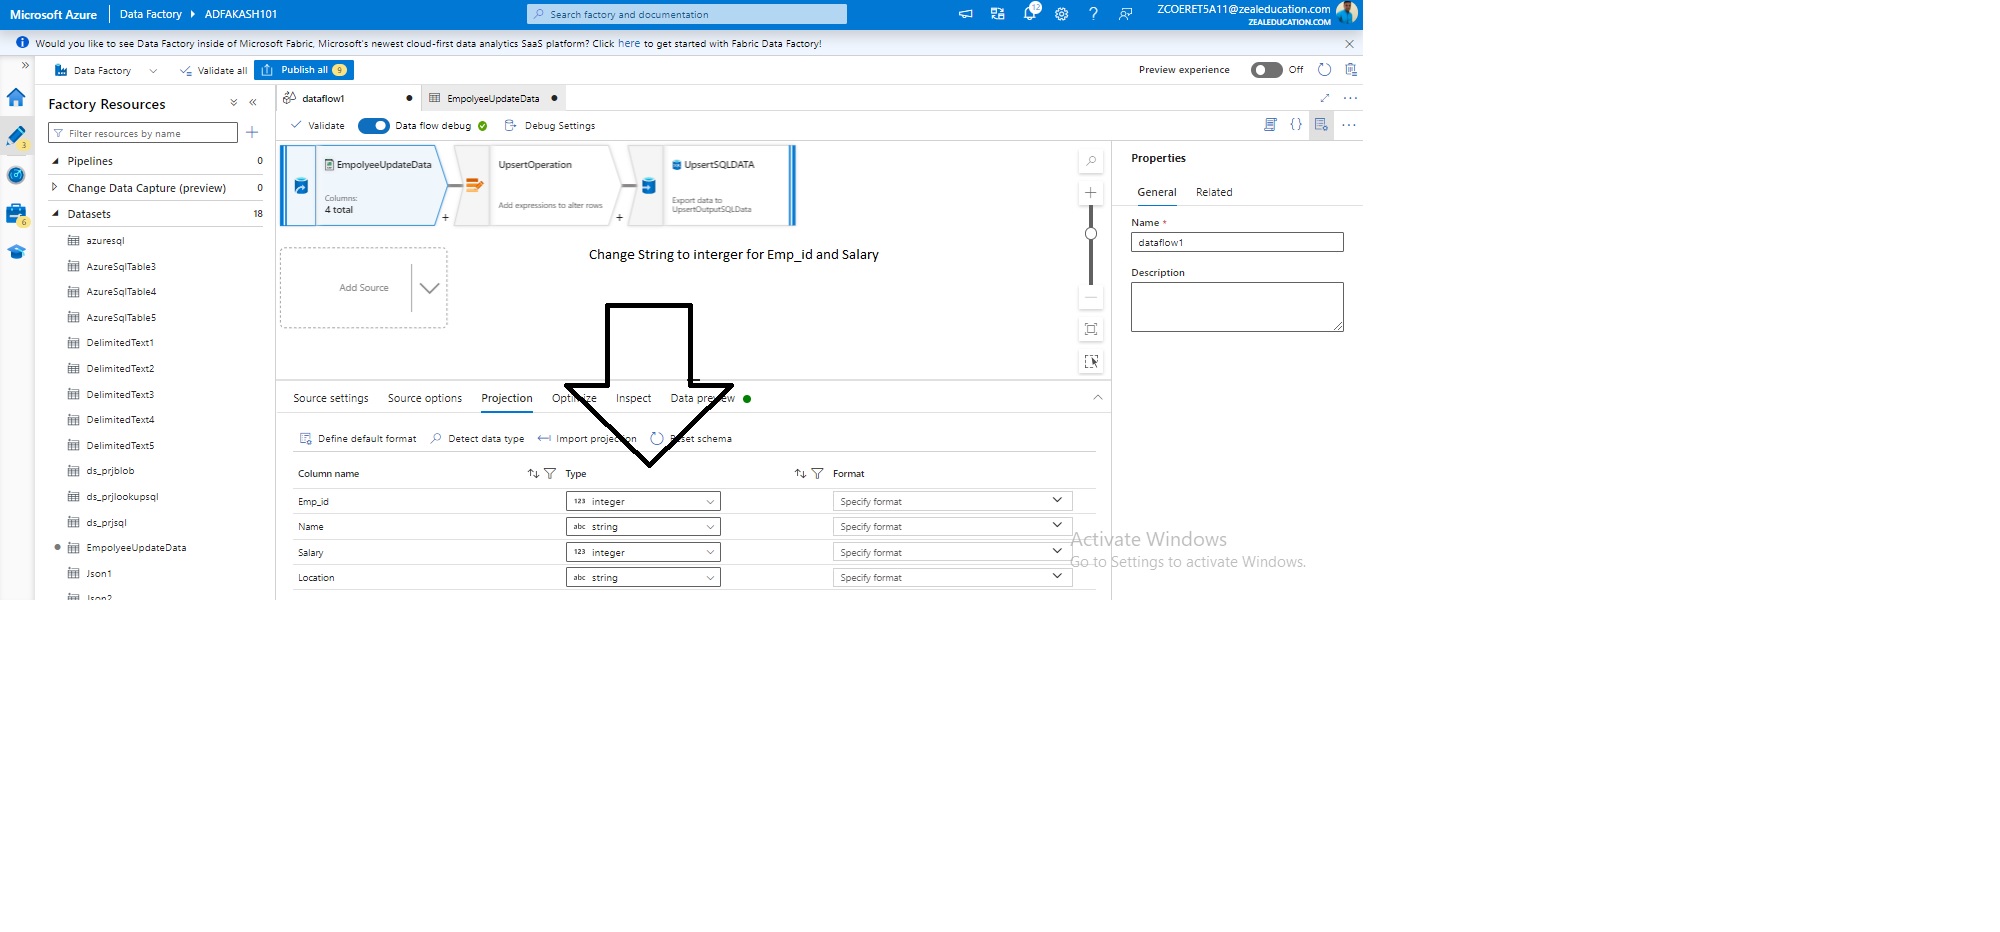 Microsoft Azure Data Factory ADFAKASH101 Search factory and documentation 12 ZCOERET5A11@zealeducation.com
ZEALEDUCATION.COM
Would you like to see Data Factory inside of Microsoft Fabric, Microsoft's newest cloud-first data analytics SaaS platform? Click here to get started with Fabric Data Factory!
Data Factory Validate all Publish all 9 Preview experience Off
Factory Resources
3
6
Filter resources by name
Pipelines 0
Change Data Capture (preview) 0
Datasets 18
azuresql
AzureSqlTable3
AzureSqlTable4
AzureSqlTable5
DelimitedText1
DelimitedText2
DelimitedText3
DelimitedText4
DelimitedText5
ds_prjblob
ds_prjlookupsql
ds_prjsql
EmpolyeeUpdateData
Json1
Json2
dataflow1 EmpolyeeUpdateData
Validate Data flow debug Debug Settings
EmpolyeeUpdateData
Columns:
4 total
UpsertOperation
Add expressions to alter rows
UpsertSQLDATA
Export data to
UpsertOutputSQLData
Add Source
Change String to interger for Emp_id and Salary
Source settings Source options Projection Optimize Inspect Data preview
Define default format Detect data type Import projection Reset schema
Column name Type Format
Emp_id 123 integer Specify format
Name abc string Specify format
Salary 123 integer Specify format
Location abc string Specify format
Properties
General Related
Name *
dataflow1
Description
Activate Windows
Go to Settings to activate Windows.